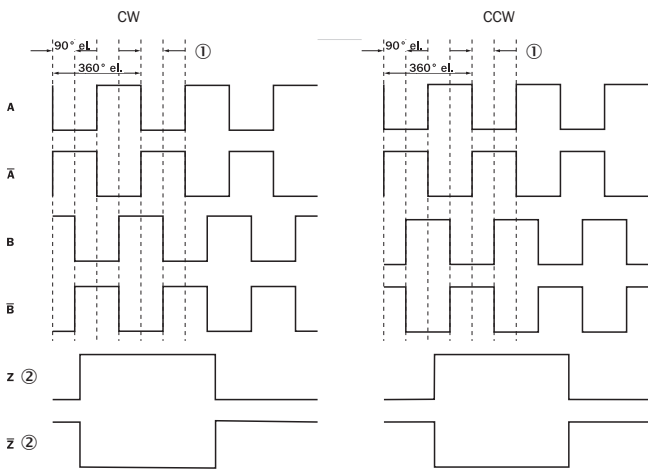 CW CCW
90° el. ① 90° el. ①
360° el. 360° el.
A
A̅
B
B̅
Z ②
Z̅ ②